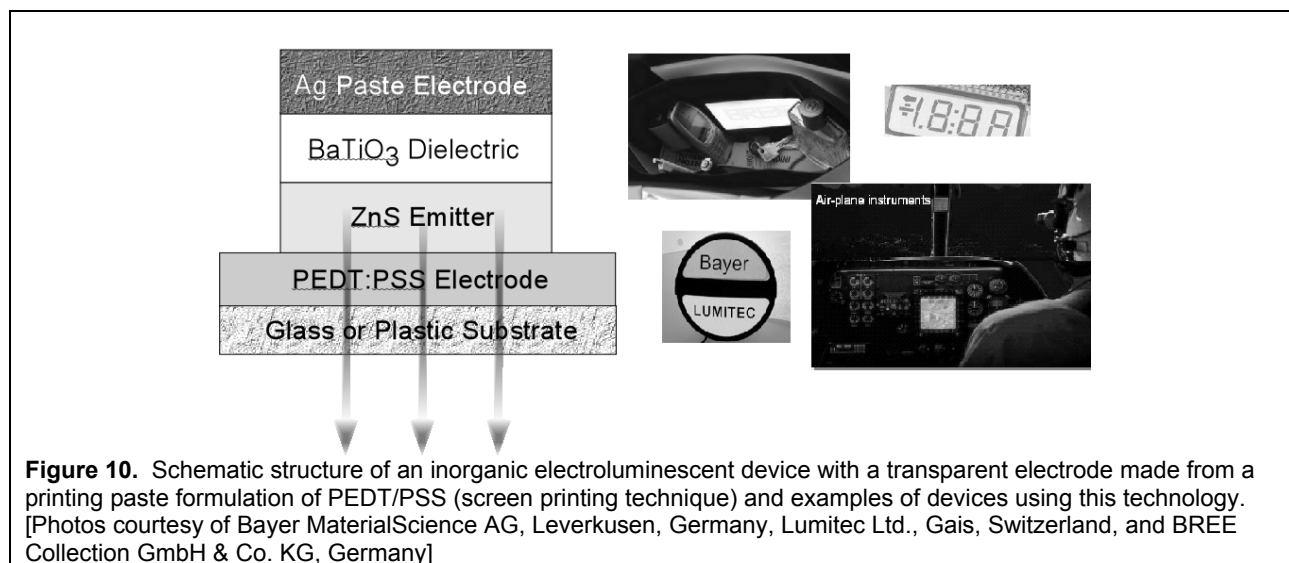 Ag Paste Electrode
BaTiO3 Dielectric
ZnS Emitter
PEDT:PSS Electrode
Glass or Plastic Substrate
BREE
-18:88
Air-plane instruments
Bayer
LUMITEC
Figure 10. Schematic structure of an inorganic electroluminescent device with a transparent electrode made from a
printing paste formulation of PEDT/PSS (screen printing technique) and examples of devices using this technology.
[Photos courtesy of Bayer MaterialScience AG, Leverkusen, Germany, Lumitec Ltd., Gais, Switzerland, and BREE
Collection GmbH & Co. KG, Germany]